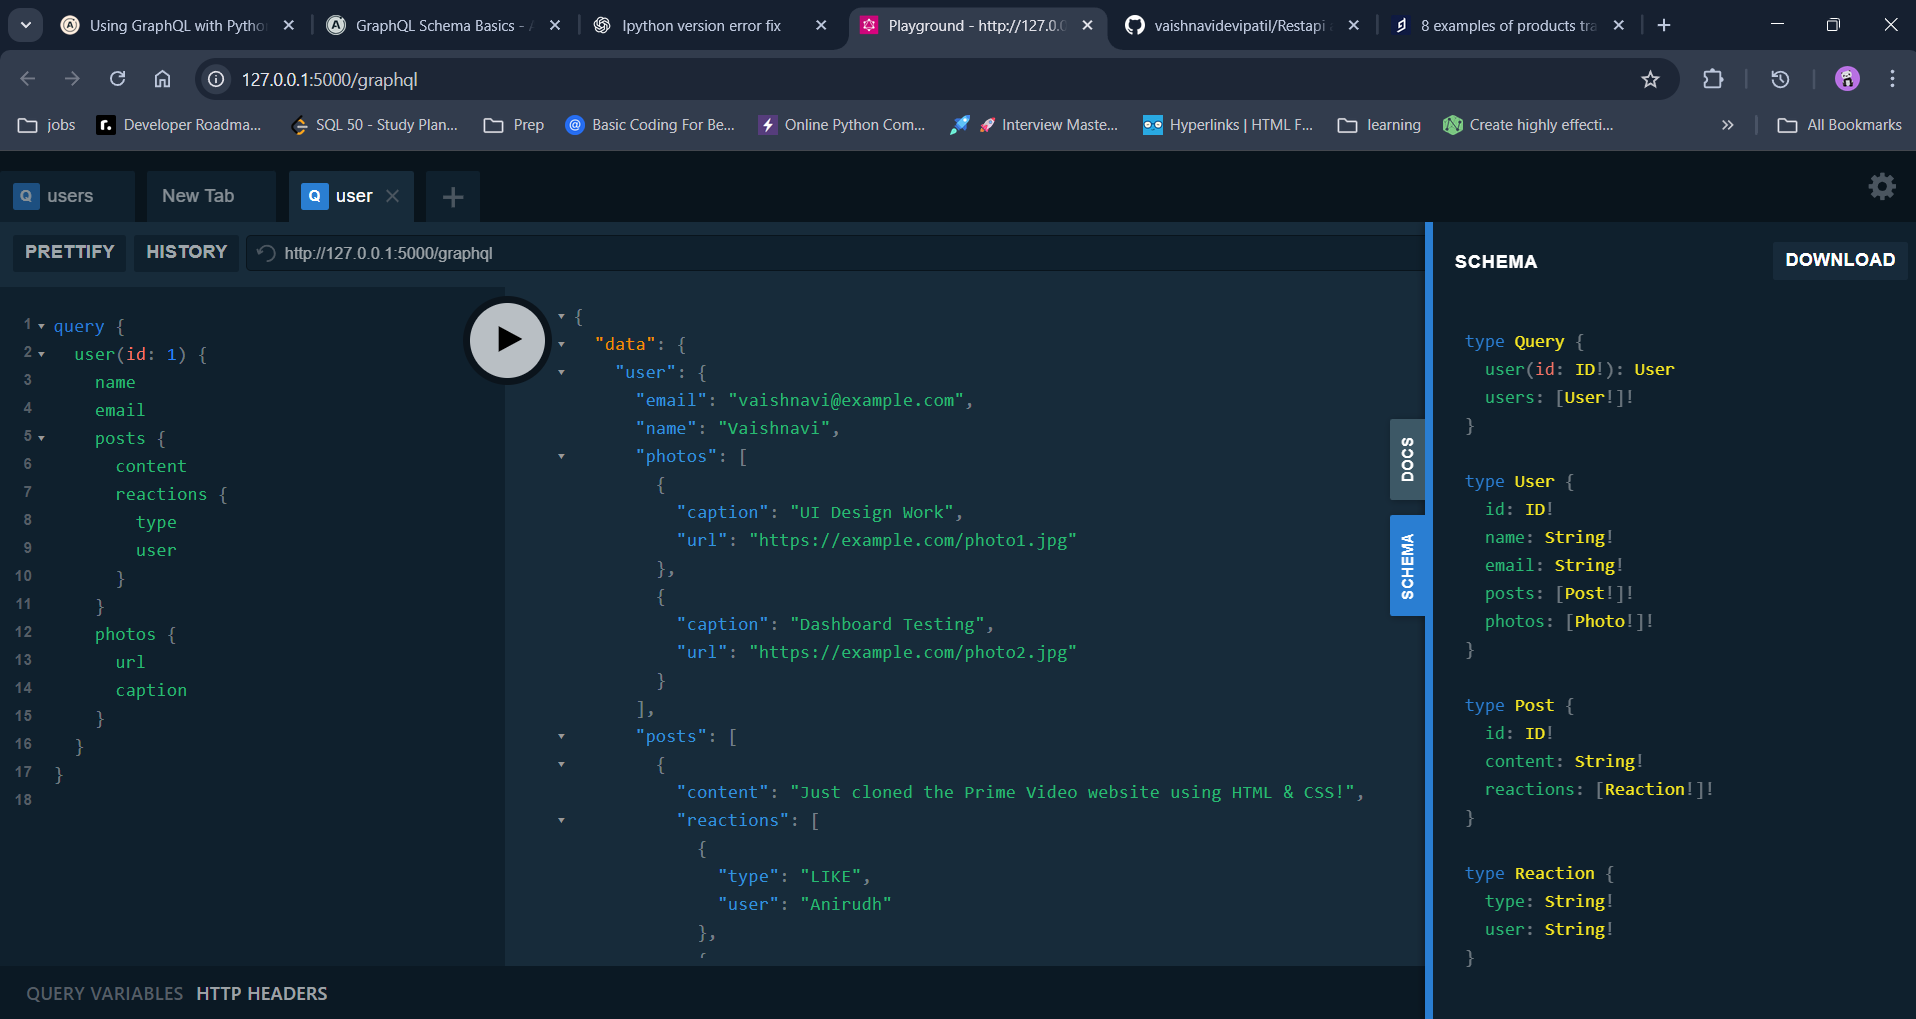 Using GraphQL with Pytho
GraphQL Schema Basics -
Ipython version error fix
Playground - http://127.0.0
vaishnavidevipatil/Restapi
8 examples of products tra
127.0.0.1:5000/graphql
jobs
Developer Roadma...
SQL 50 - Study Plan...
Prep
Basic Coding For Be...
Online Python Com...
Interview Maste...
Hyperlinks | HTML F...
learning
Create highly effecti...
»
All Bookmarks
Q users
New Tab
Q user
PRETTIFY
HISTORY
http://127.0.0.1:5000/graphql
1 query {
2 user(id: 1) {
3 name
4 email
5 posts {
6 content
7 reactions {
8 type
9 user
10 }
11 }
12 photos {
13 url
14 caption
15 }
16 }
17 }
18
{
"data": {
"user": {
"email": "vaishnavi@example.com",
"name": "Vaishnavi",
"photos": [
{
"caption": "UI Design Work",
"url": "https://example.com/photo1.jpg"
},
{
"caption": "Dashboard Testing",
"url": "https://example.com/photo2.jpg"
}
],
"posts": [
{
"content": "Just cloned the Prime Video website using HTML & CSS!",
"reactions": [
{
"type": "LIKE",
"user": "Anirudh"
},
{
DOCS
SCHEMA
SCHEMA
DOWNLOAD
type Query {
user(id: ID!): User
users: [User!]!
}
type User {
id: ID!
name: String!
email: String!
posts: [Post!]!
photos: [Photo!]!
}
type Post {
id: ID!
content: String!
reactions: [Reaction!]!
}
type Reaction {
type: String!
user: String!
}
QUERY VARIABLES
HTTP HEADERS